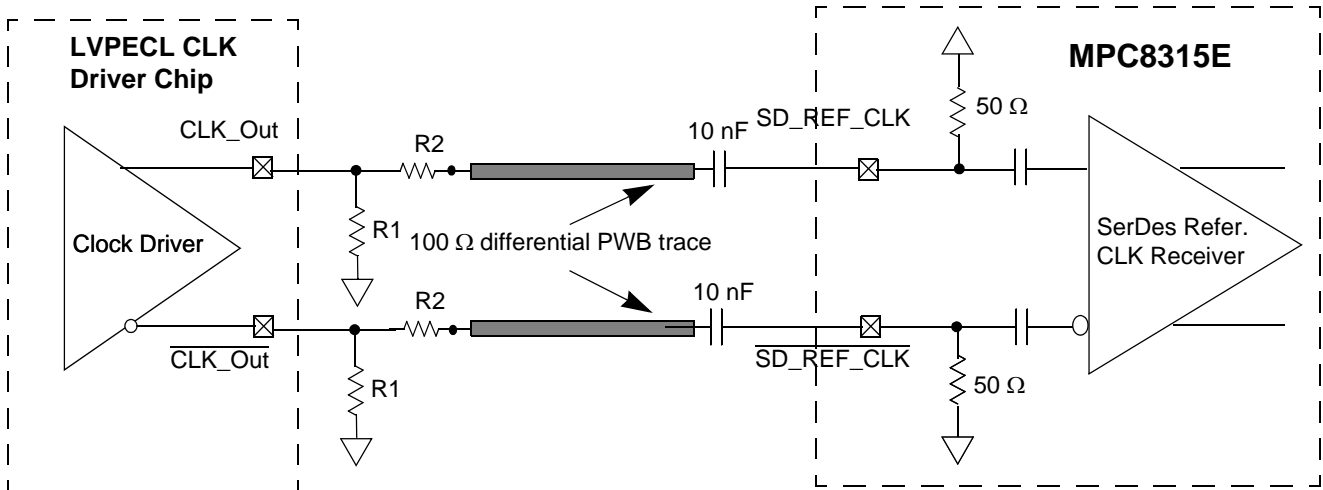 LVPECL CLK
Driver Chip
MPC8315E
CLK_Out
R2
10 nF
SD_REF_CLK
50 Ω
Clock Driver
R1
100 Ω differential PWB trace
SerDes Refer.
CLK Receiver
R2
10 nF
CLK_Out
SD_REF_CLK
R1
50 Ω